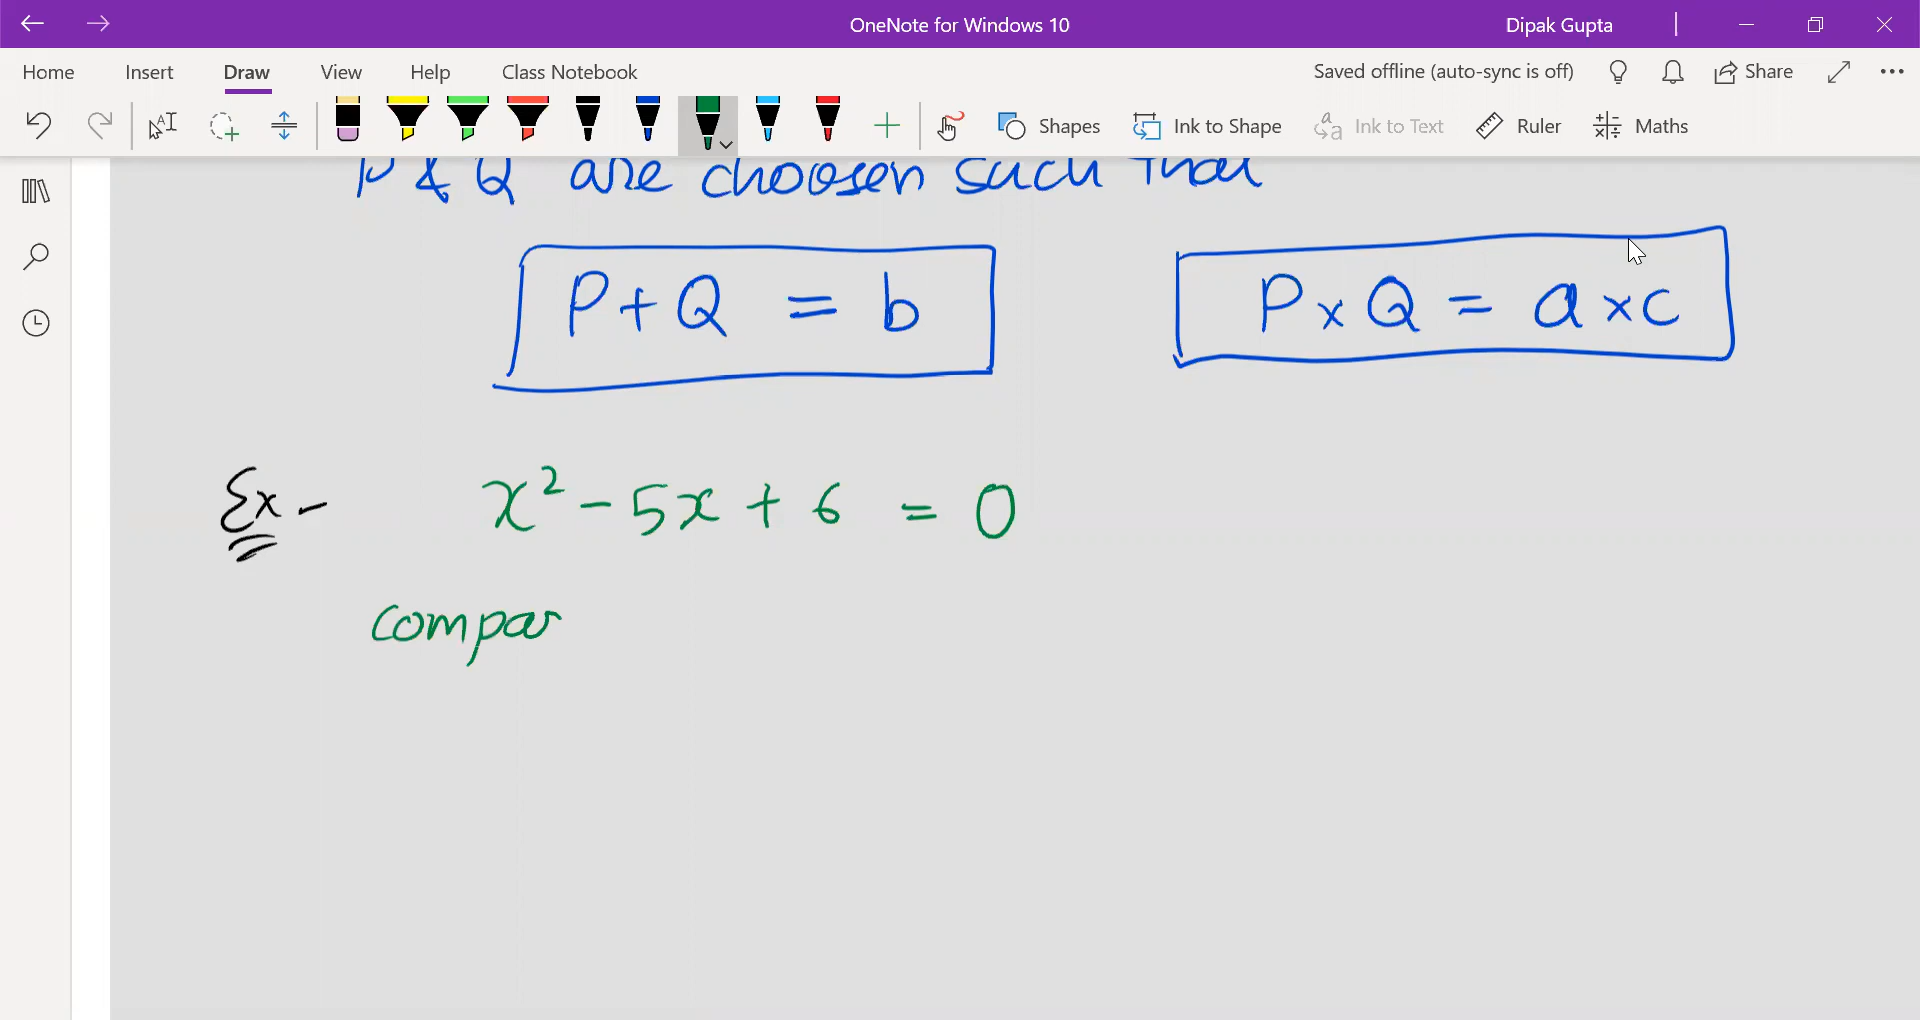 OneNote for Windows 10 Dipak Gupta
Home Insert Draw View Help Class Notebook Saved offline (auto-sync is off) Share
Shapes Ink to Shape Ink to Text Ruler Maths
P & Q are choosen such that
P+Q = b P×Q = a×c
Ex - x² - 5x + 6 = 0
compar